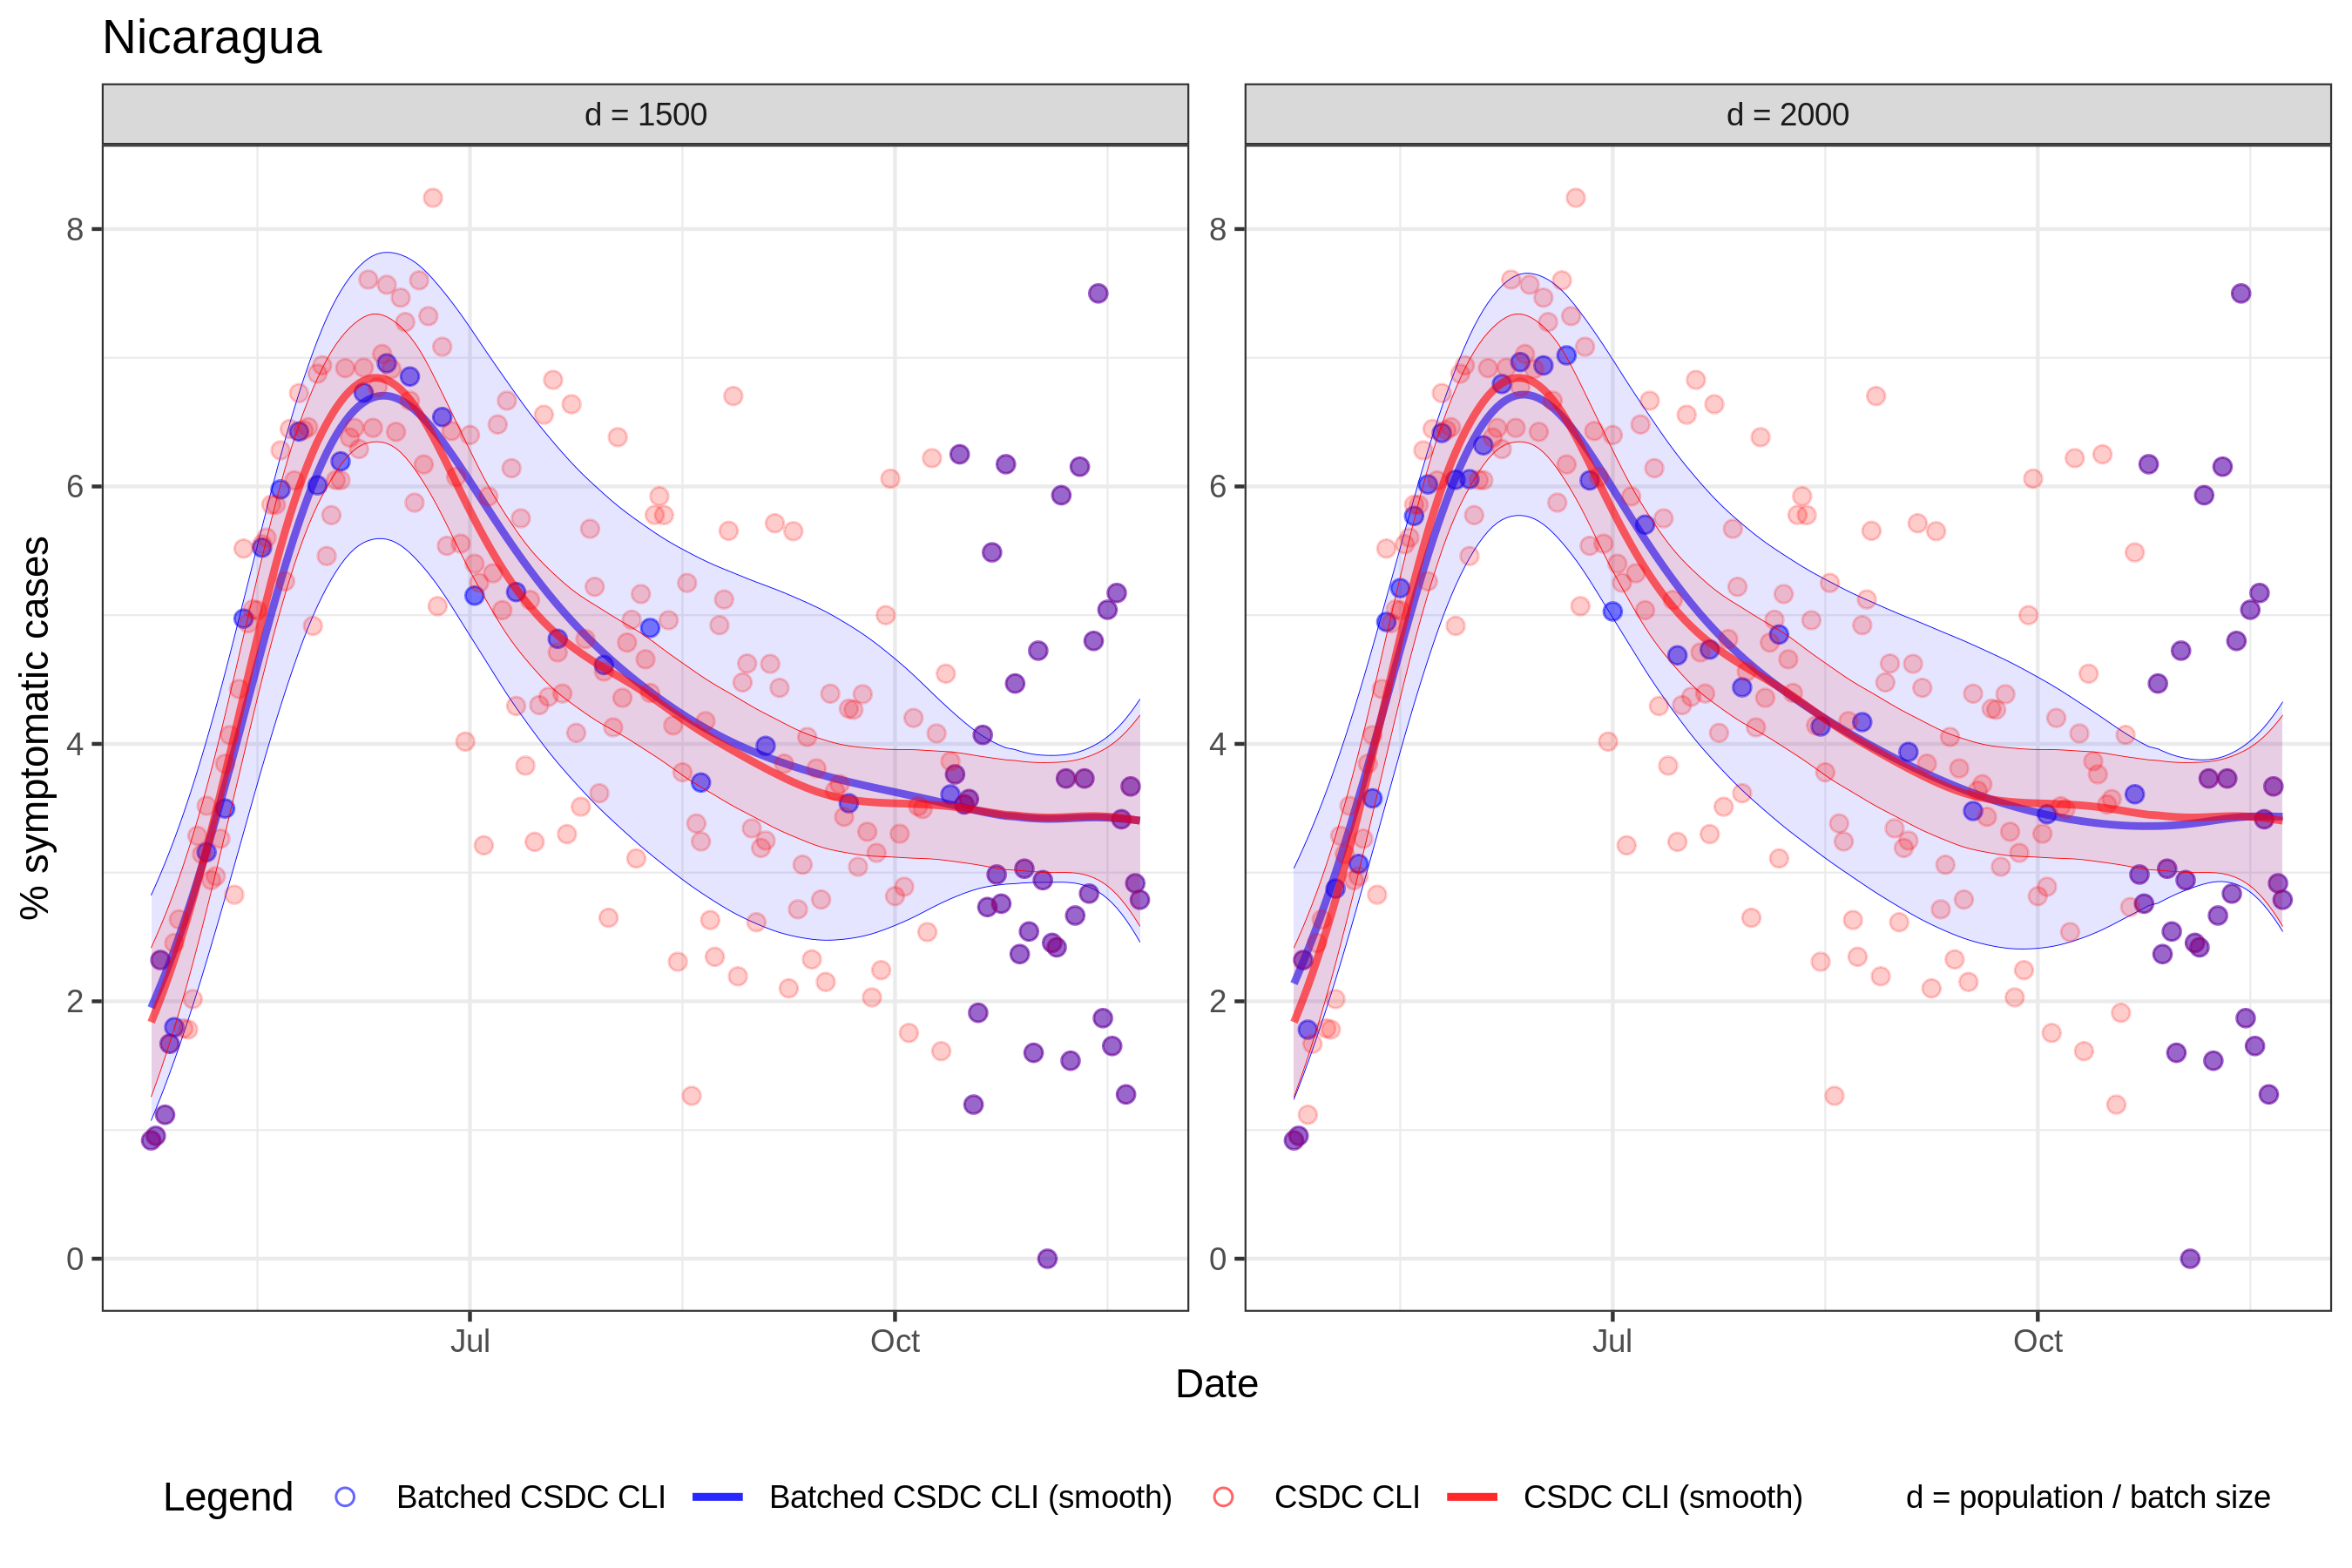 Nicaragua
d = 1500
d = 2000
% symptomatic cases
8
6
4
2
0
8
6
4
2
0
Jul
Oct
Jul
Oct
Date
Legend
Batched CSDC CLI
Batched CSDC CLI (smooth)
CSDC CLI
CSDC CLI (smooth)
d = population / batch size